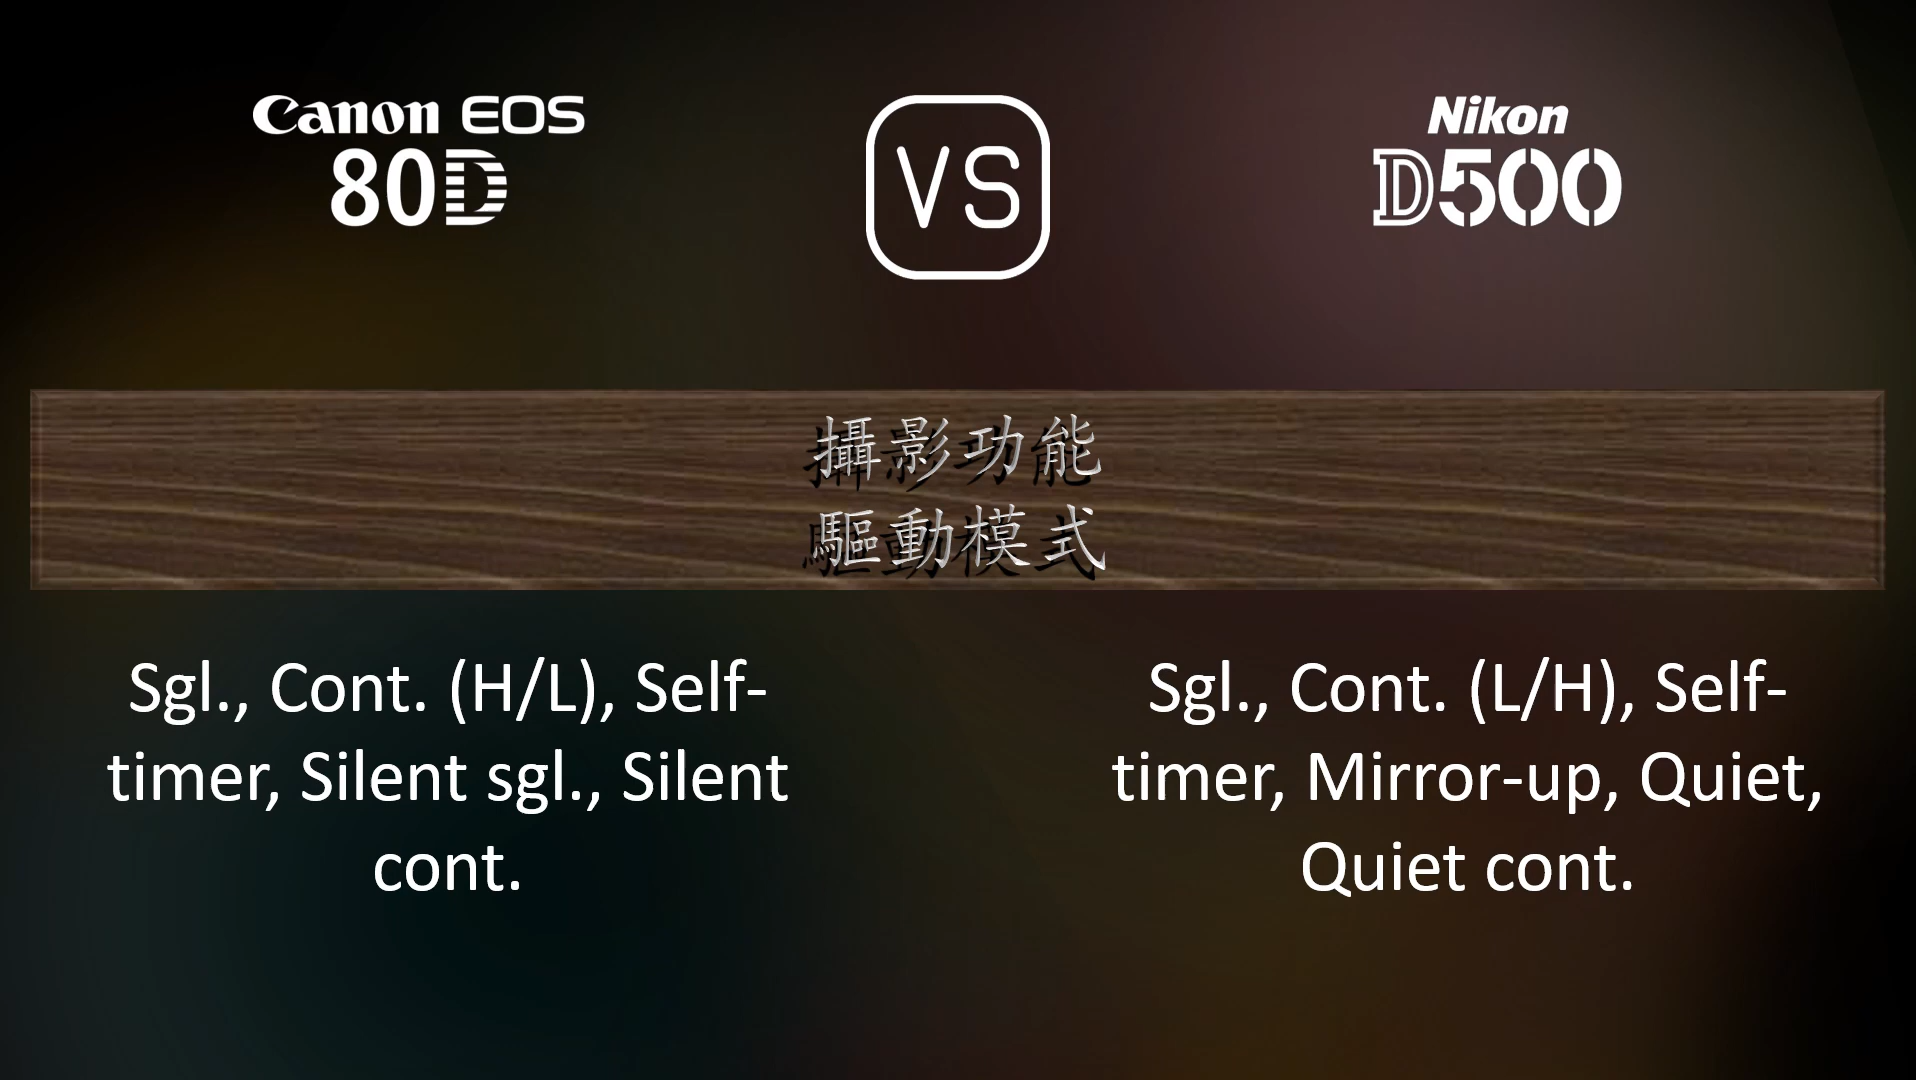 Canon EOS
80D
VS
Nikon
D500
攝影功能
驅動模式
Sgl., Cont. (H/L), Self-
timer, Silent sgl., Silent
cont.
Sgl., Cont. (L/H), Self-
timer, Mirror-up, Quiet,
Quiet cont.